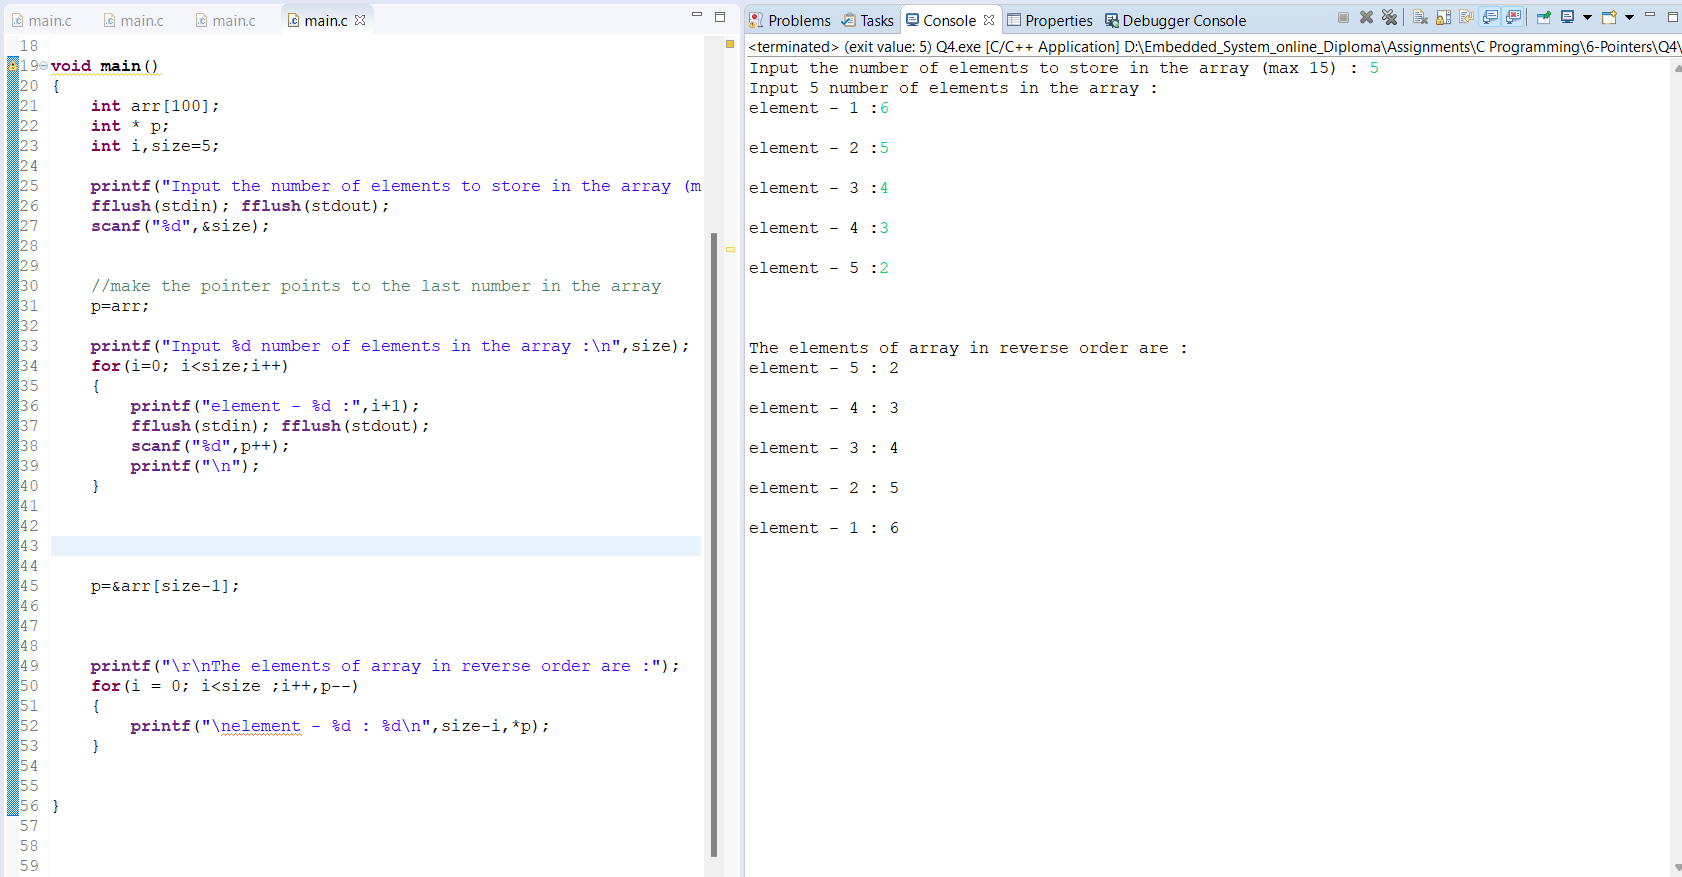 main.c main.c main.c main.c
18
19 void main()
20 {
21 int arr[100];
22 int * p;
23 int i,size=5;
24
25 printf("Input the number of elements to store in the array (m
26 fflush(stdin); fflush(stdout);
27 scanf("%d",&size);
28
29
30 //make the pointer points to the last number in the array
31 p=arr;
32
33 printf("Input %d number of elements in the array :\n",size);
34 for(i=0; i<size;i++)
35 {
36 printf("element - %d :",i+1);
37 fflush(stdin); fflush(stdout);
38 scanf("%d",p++);
39 printf("\n");
40 }
41
42
43
44
45 p=&arr[size-1];
46
47
48
49 printf("\r\nThe elements of array in reverse order are :");
50 for(i = 0; i<size ;i++,p--)
51 {
52 printf("\nelement - %d : %d\n",size-i,*p);
53 }
54
55
56 }
57
58
59
Problems Tasks Console Properties Debugger Console
<terminated> (exit value: 5) Q4.exe [C/C++ Application] D:\Embedded_System_online_Diploma\Assignments\C Programming\6-Pointers\Q4\
Input the number of elements to store in the array (max 15) : 5
Input 5 number of elements in the array :
element - 1 :6
element - 2 :5
element - 3 :4
element - 4 :3
element - 5 :2
The elements of array in reverse order are :
element - 5 : 2
element - 4 : 3
element - 3 : 4
element - 2 : 5
element - 1 : 6